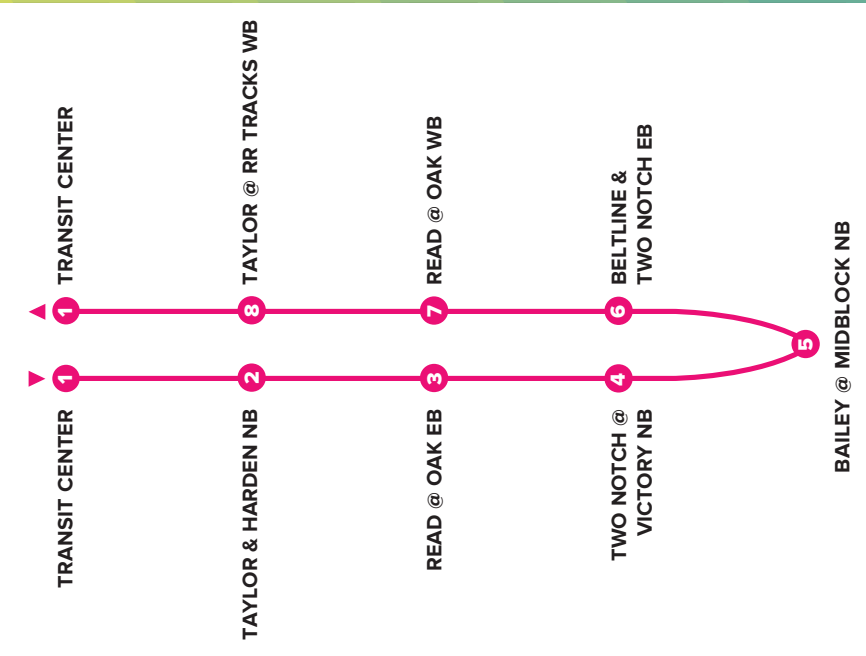 TRANSIT CENTER
1
TAYLOR & HARDEN NB
2
READ @ OAK EB
3
TWO NOTCH @
VICTORY NB
4
BAILEY @ MIDBLOCK NB
5
BELTLINE &
TWO NOTCH EB
6
READ @ OAK WB
7
TAYLOR @ RR TRACKS WB
8
TRANSIT CENTER
1